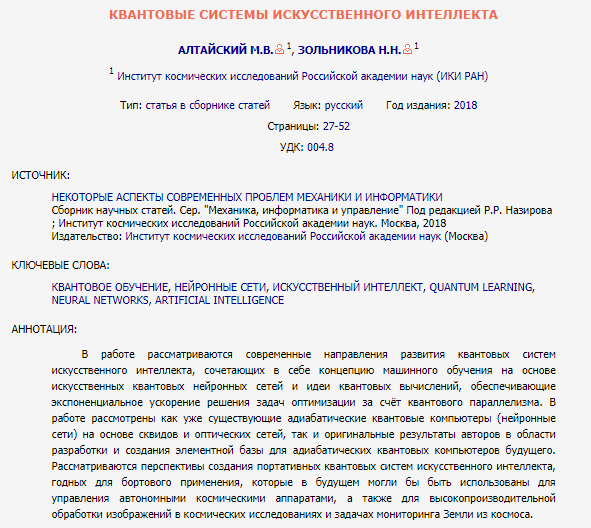 КВАНТОВЫЕ СИСТЕМЫ ИСКУССТВЕННОГО ИНТЕЛЛЕКТА
АЛТАЙСКИЙ М.В. 1, ЗОЛЬНИКОВА Н.Н. 1
1 Институт космических исследований Российской академии наук (ИКИ РАН)
Тип: статья в сборнике статей Язык: русский Год издания: 2018
Страницы: 27-52
УДК: 004.8
ИСТОЧНИК:
НЕКОТОРЫЕ АСПЕКТЫ СОВРЕМЕННЫХ ПРОБЛЕМ МЕХАНИКИ И ИНФОРМАТИКИ
Сборник научных статей. Сер. "Механика, информатика и управление" Под редакцией Р.Р. Назирова
; Институт космических исследований Российской академии наук. Москва, 2018
Издательство: Институт космических исследований Российской академии наук (Москва)
КЛЮЧЕВЫЕ СЛОВА:
КВАНТОВОЕ ОБУЧЕНИЕ, НЕЙРОННЫЕ СЕТИ, ИСКУССТВЕННЫЙ ИНТЕЛЛЕКТ, QUANTUM LEARNING,
NEURAL NETWORKS, ARTIFICIAL INTELLIGENCE
АННОТАЦИЯ:
В работе рассматриваются современные направления развития квантовых систем
искусственного интеллекта, сочетающих в себе концепцию машинного обучения на основе
искусственных квантовых нейронных сетей и идеи квантовых вычислений, обеспечивающие
экспоненциальное ускорение решения задач оптимизации за счёт квантового параллелизма. В
работе рассмотрены как уже существующие адиабатические квантовые компьютеры (нейронные
сети) на основе сквидов и оптических сетей, так и оригинальные результаты авторов в области
разработки и создания элементной базы для адиабатических квантовых компьютеров будущего.
Рассматриваются перспективы создания портативных квантовых систем искусственного интеллекта,
годных для бортового применения, которые в будущем могли бы быть использованы для
управления автономными космическими аппаратами, а также для высокопроизводительной
обработки изображений в космических исследованиях и задачах мониторинга Земли из космоса.